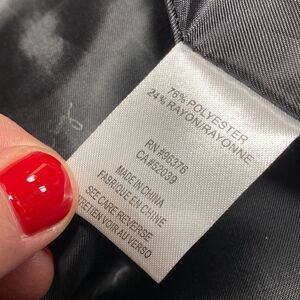 76% POLYESTER
24% RAYON/RAYONNE
RN #96376
CA #52039
MADE IN CHINA
FABRIQUE EN CHINE
SEE CARE REVERSE
ENTRETIEN VOIR AU VERSO